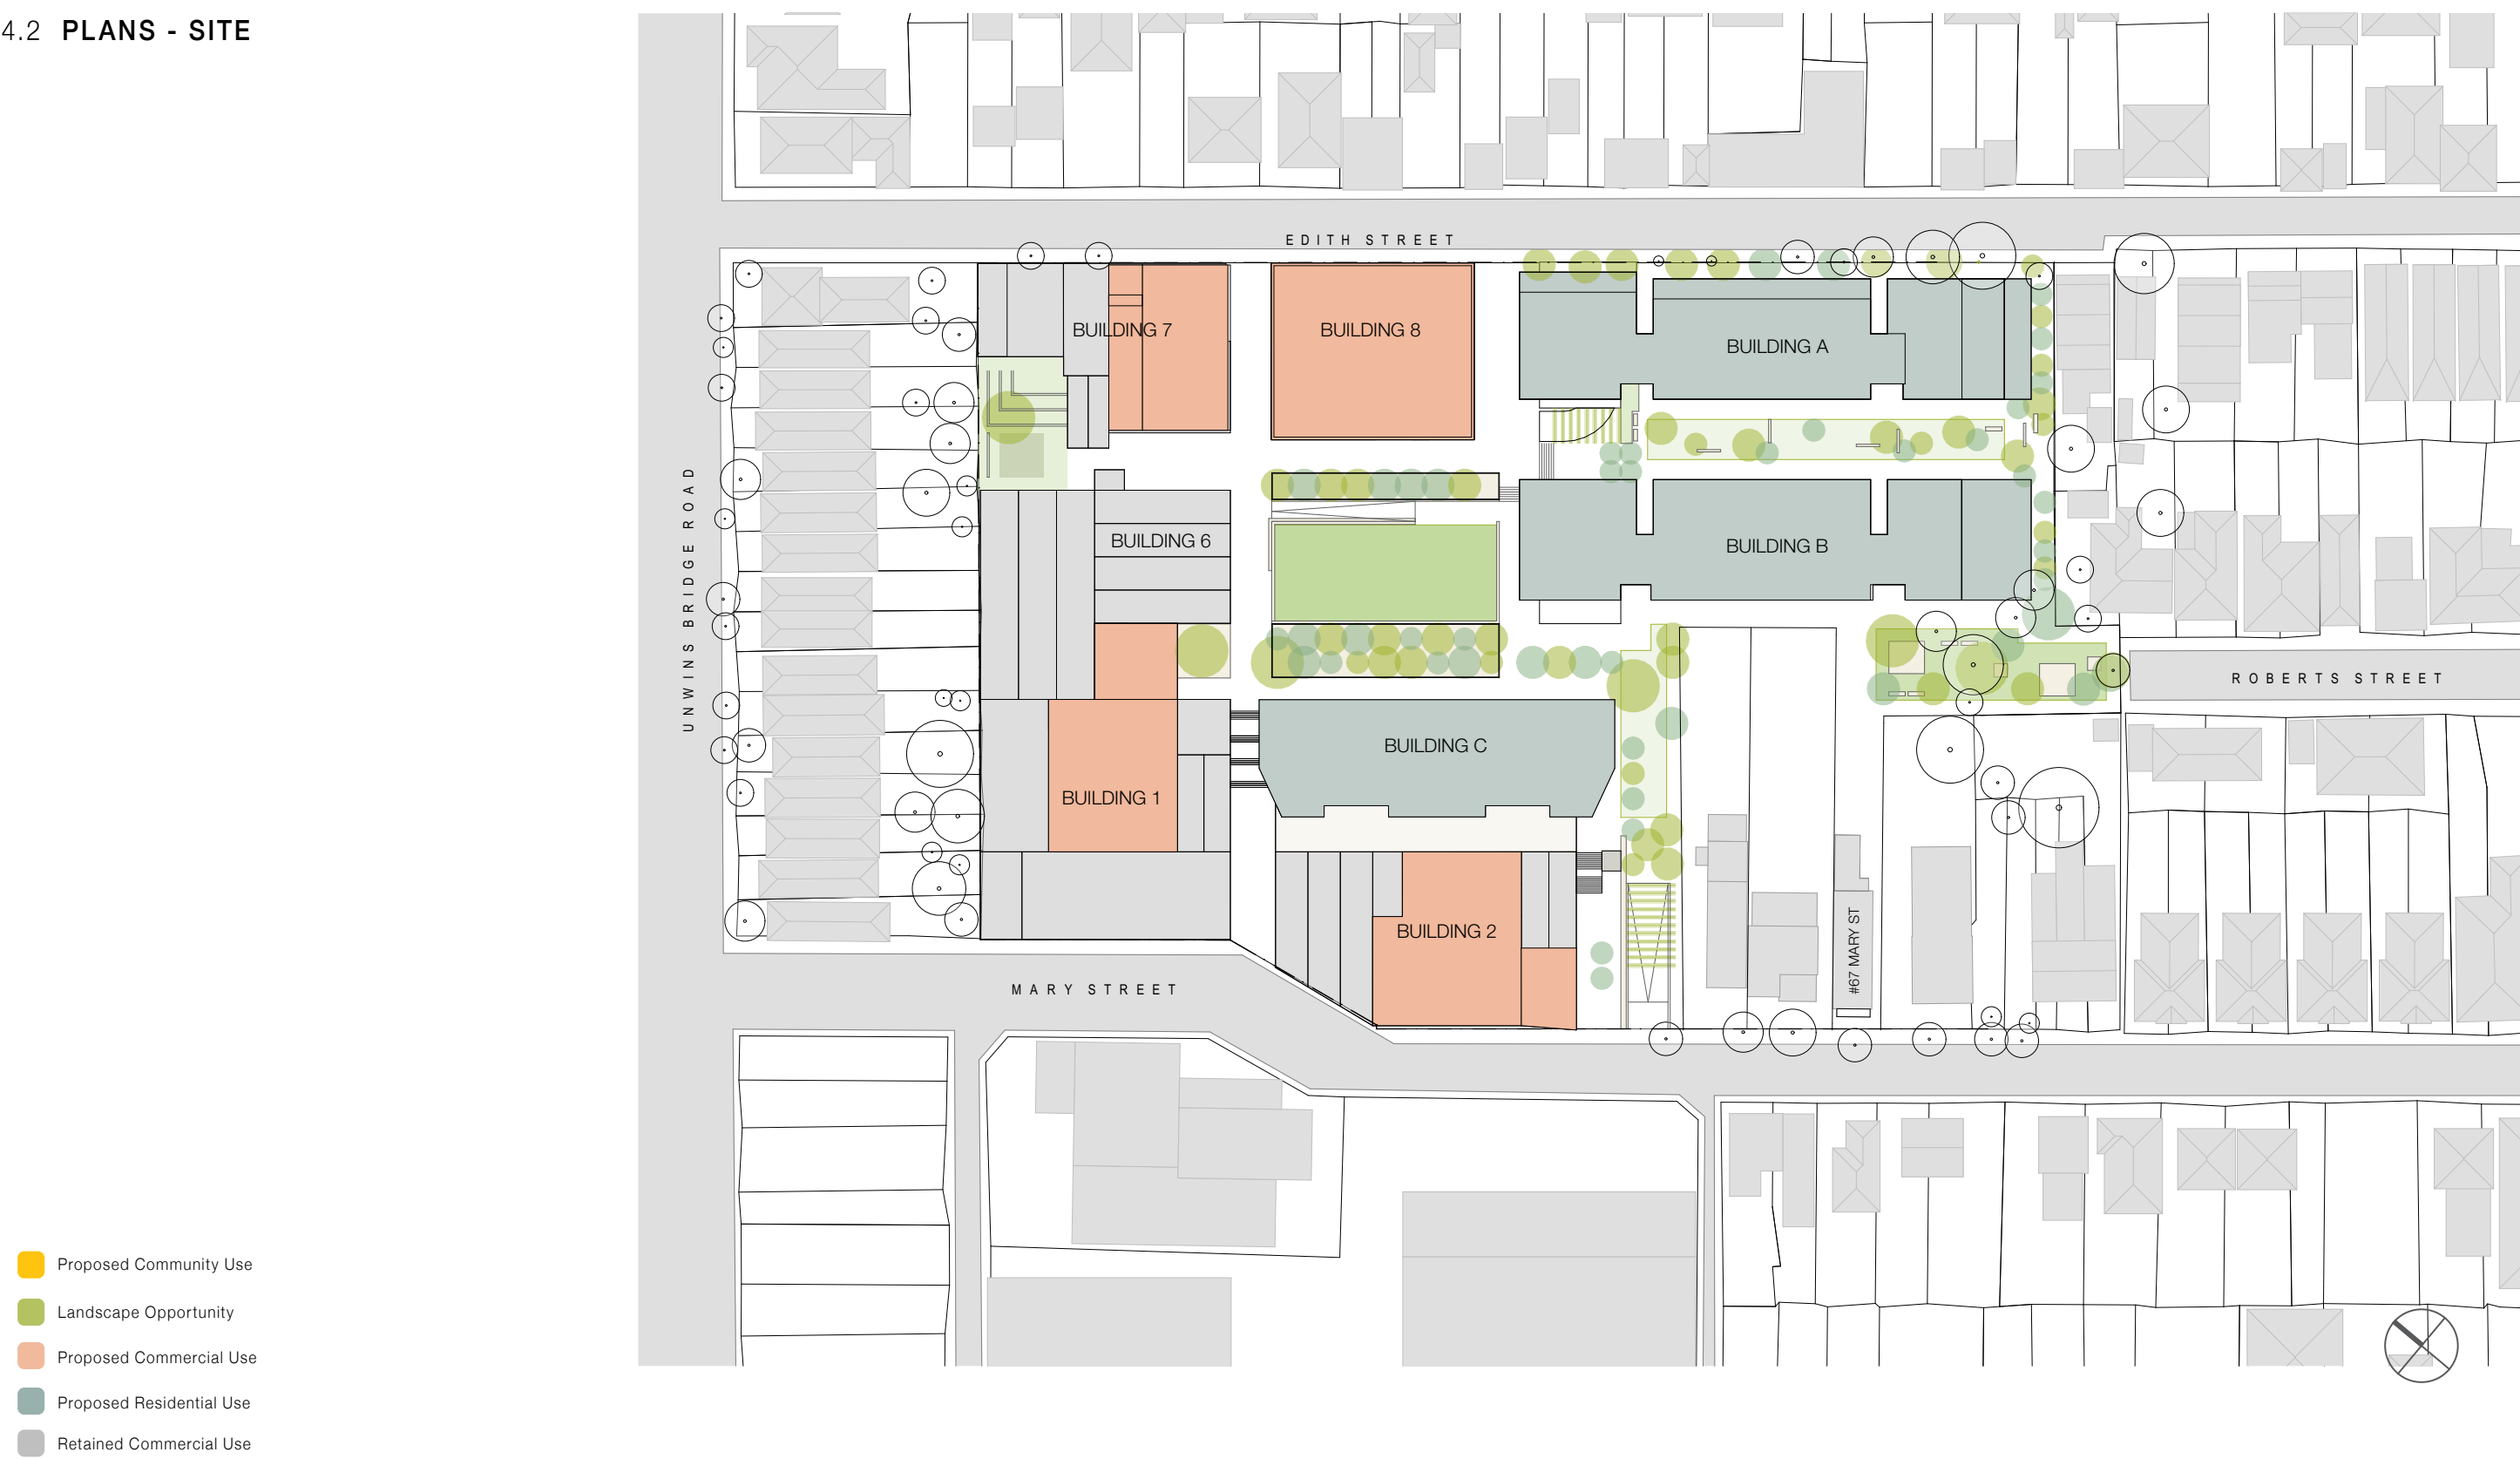 4.2 PLANS - SITE
EDITH STREET
BUILDING 7
BUILDING 8
BUILDING A
BUILDING 6
BUILDING B
UNWINS BRIDGE ROAD
ROBERTS STREET
BUILDING C
BUILDING 1
BUILDING 2
#67 MARY ST
MARY STREET
Proposed Community Use
Landscape Opportunity
Proposed Commercial Use
Proposed Residential Use
Retained Commercial Use